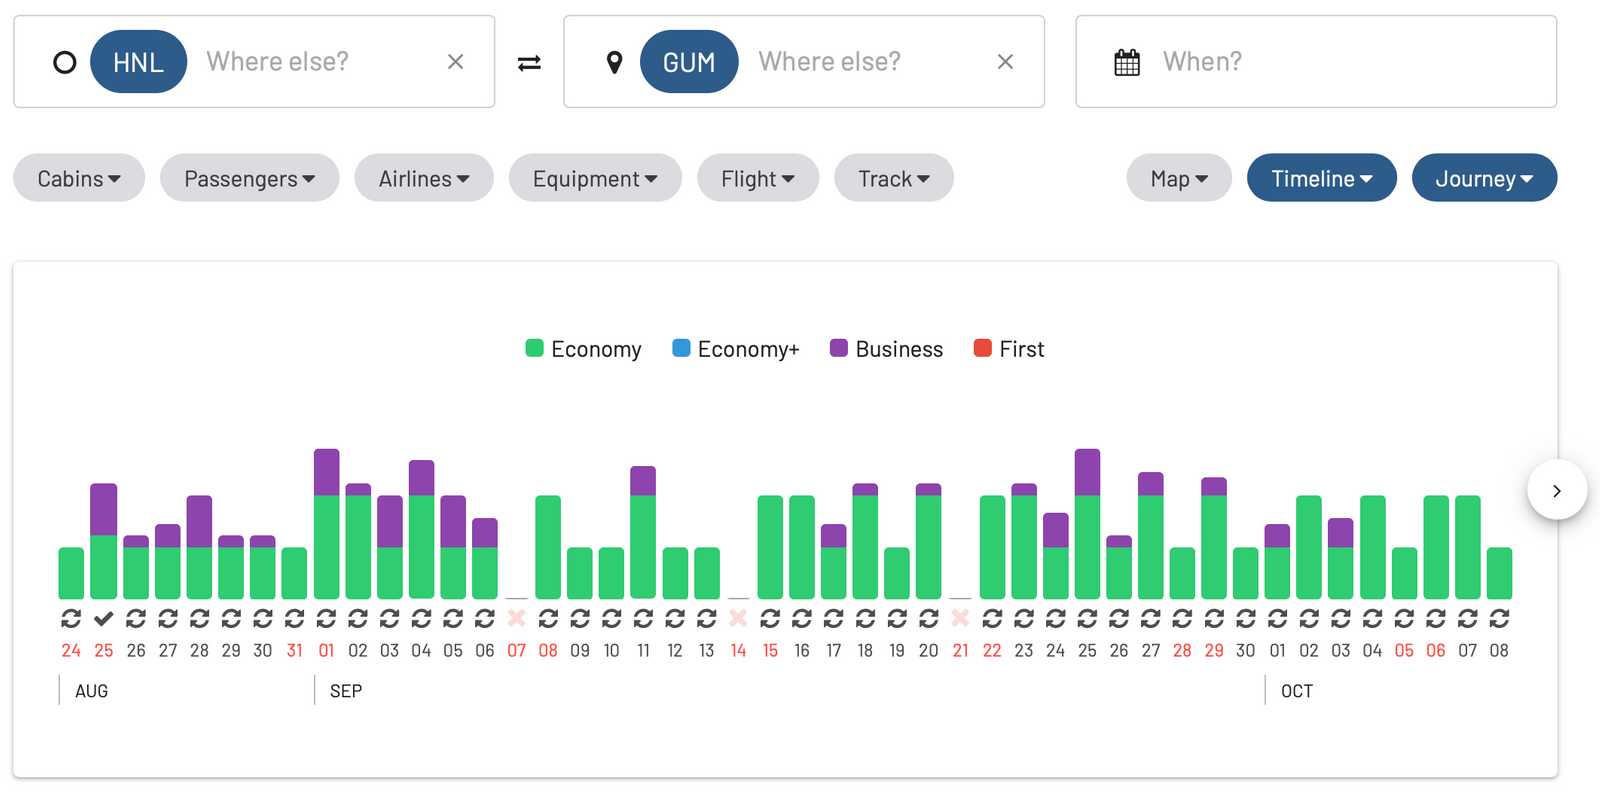 HNL Where else? GUM Where else? When?
Cabins Passengers Airlines Equipment Flight Track Map Timeline Journey
Economy Economy+ Business First
24 25 26 27 28 29 30 31 01 02 03 04 05 06 07 08 09 10 11 12 13 14 15 16 17 18 19 20 21 22 23 24 25 26 27 28 29 30 01 02 03 04 05 06 07 08
AUG SEP OCT